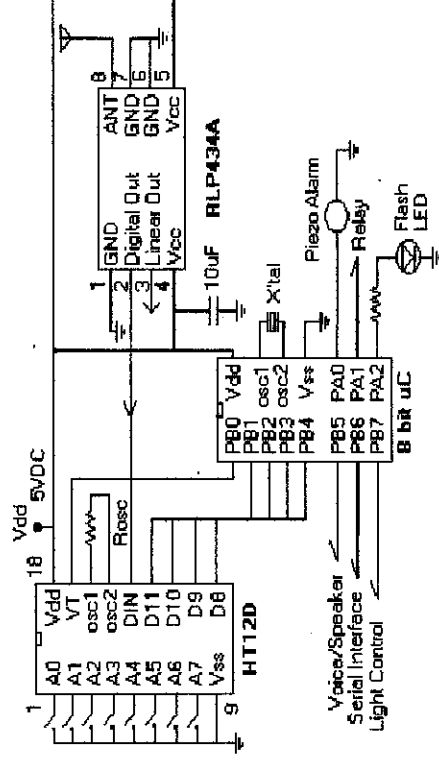 Vdd
5VDC
1
18
A0 Vdd
A1 VT
A2 osc1
A3 osc2
A4 DIN
A5 D11
A6 D10
A7 D9
Vss D8
9
HT12D
Rosc
1 GND ANT 8
2 Digital Out GND 7
3 Linear Out GND 6
4 Vcc Vcc 5
RLP434A
10uF
X'tal
PB0 Vdd
PB1
PB2 osc1
PB3 osc2
PB4 Vss
PB5 PA0
PB6 PA1
PB7 PA2
8 bit uC
Piezo Alarm
Relay
Flash
LED
Voice/Speaker
Serial Interface
Light Control